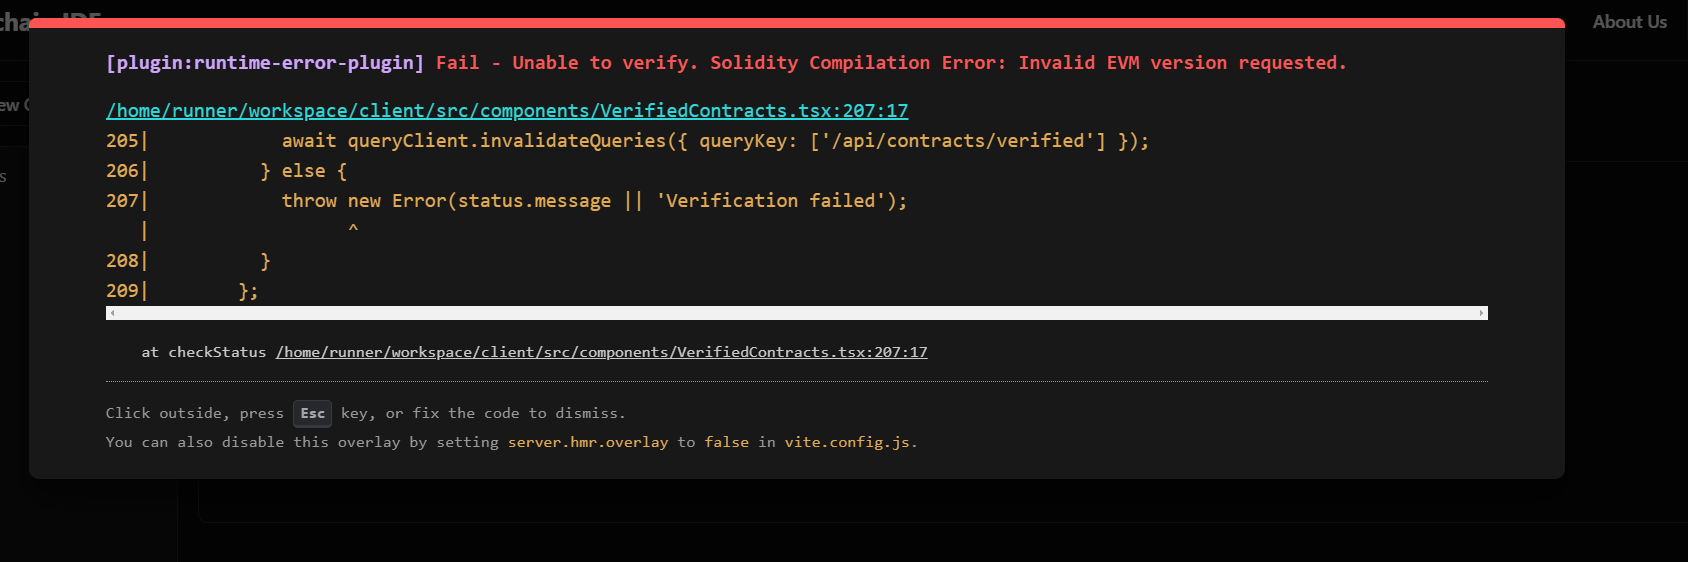 About Us
[plugin:runtime-error-plugin] Fail - Unable to verify. Solidity Compilation Error: Invalid EVM version requested.
/home/runner/workspace/client/src/components/VerifiedContracts.tsx:207:17
205|            await queryClient.invalidateQueries({ queryKey: ['/api/contracts/verified'] });
206|          } else {
207|            throw new Error(status.message || 'Verification failed');
   |                  ^
208|          }
209|        };
at checkStatus /home/runner/workspace/client/src/components/VerifiedContracts.tsx:207:17
Click outside, press Esc key, or fix the code to dismiss.
You can also disable this overlay by setting server.hmr.overlay to false in vite.config.js.